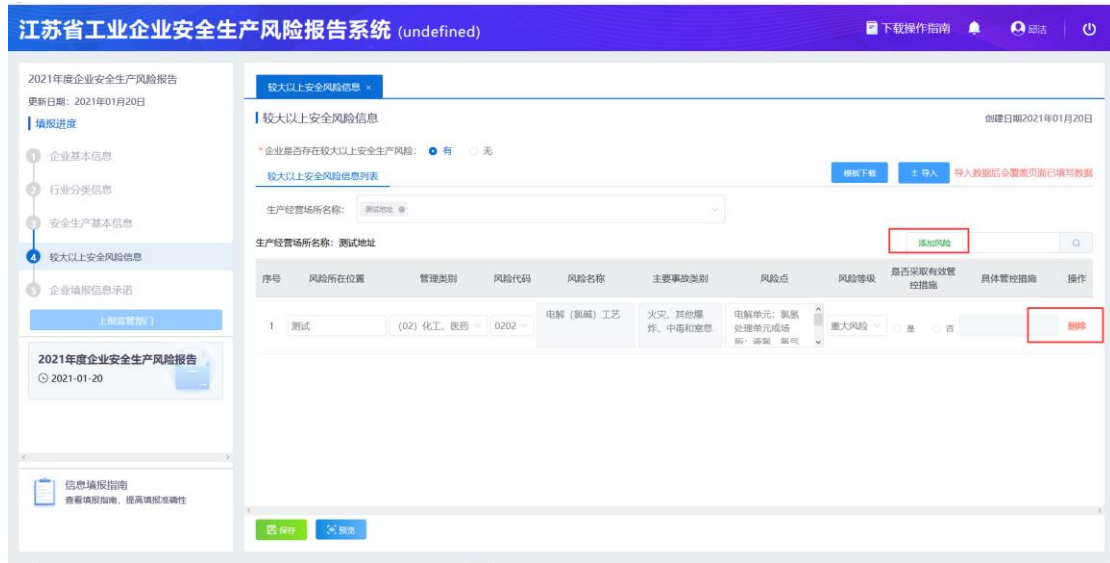 江苏省工业企业安全生产风险报告系统 (undefined)
下载操作指南 邱洁
2021年度企业安全生产风险报告
更新日期：2021年01月20日
填报进度
1 企业基本信息
2 行业分类信息
3 安全生产基本信息
4 较大以上安全风险信息
5 企业填报信息承诺
上报监管部门
2021年度企业安全生产风险报告
2021-01-20
信息填报指南
查看填报指南，提高填报准确性
较大以上安全风险信息 ×
较大以上安全风险信息 创建日期2021年01月20日
*企业是否存在较大以上安全生产风险： 有 无
较大以上安全风险信息列表 模板下载 导入 导入数据后会覆盖页面已填写数据
生产经营场所名称： 测试地址
生产经营场所名称：测试地址 添加风险
序号 风险所在位置 管理类别 风险代码 风险名称 主要事故类别 风险点 风险等级 是否采取有效管控措施 具体管控措施 操作
1 测试 (02) 化工、医药 0202 电解（氯碱）工艺 火灾、其他爆炸、中毒和窒息 电解单元；氯氢处理单元或场所；液氯、氯气 重大风险 是 否 删除
保存 预览